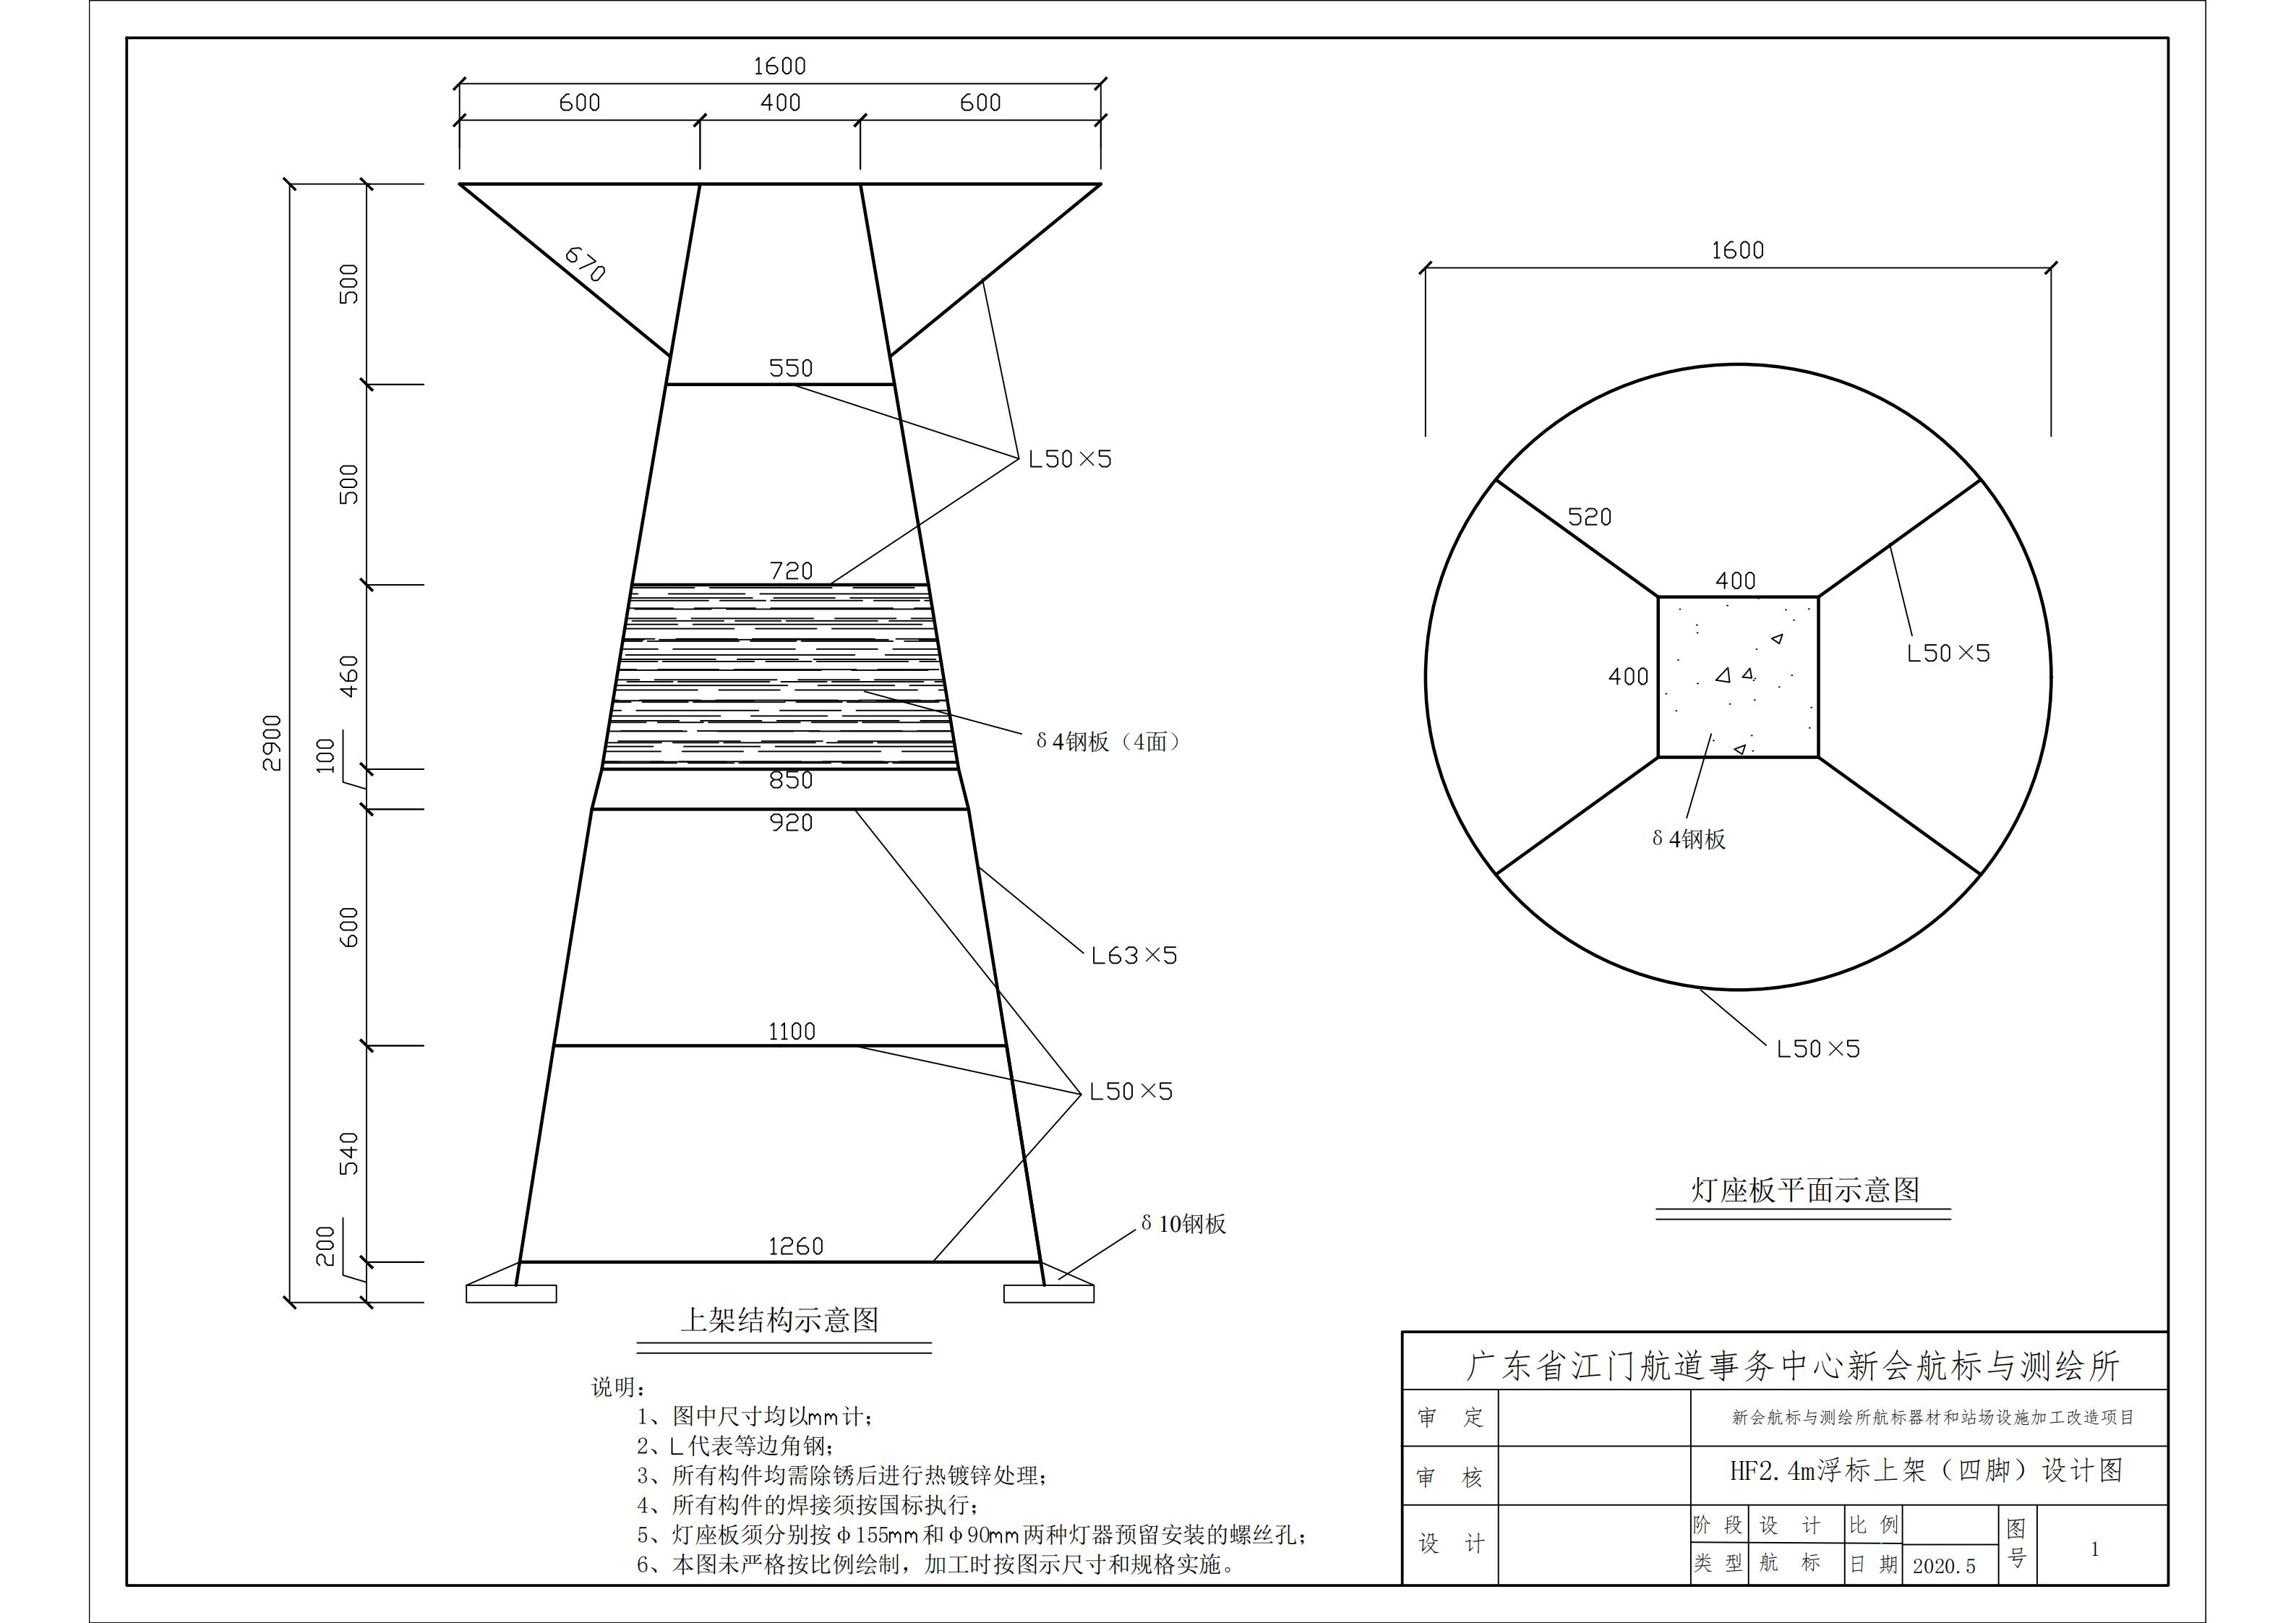 1600
600 400 600
670
500
550
500
L50×5
720
460
2900
100
δ4钢板（4面）
850
920
600
L63×5
1100
L50×5
540
200
1260
δ10钢板
上架结构示意图
1600
520
400
400
L50×5
δ4钢板
L50×5
灯座板平面示意图
说明：
1、图中尺寸均以mm计；
2、L代表等边角钢；
3、所有构件均需除锈后进行热镀锌处理；
4、所有构件的焊接须按国标执行；
5、灯座板须分别按φ155mm和φ90mm两种灯器预留安装的螺丝孔；
6、本图未严格按比例绘制，加工时按图示尺寸和规格实施。
广东省江门航道事务中心新会航标与测绘所
审 定 新会航标与测绘所航标器材和站场设施加工改造项目
审 核 HF2.4m浮标上架（四脚）设计图
设 计
阶 段 设 计 比 例 图号 1
类 型 航 标 日 期 2020.5